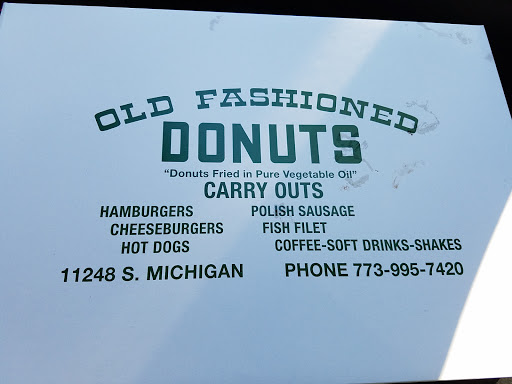 OLD FASHIONED
DONUTS
"Donuts Fried in Pure Vegetable Oil"
CARRY OUTS
HAMBURGERS POLISH SAUSAGE
CHEESEBURGERS FISH FILET
HOT DOGS COFFEE-SOFT DRINKS-SHAKES
11248 S. MICHIGAN PHONE 773-995-7420